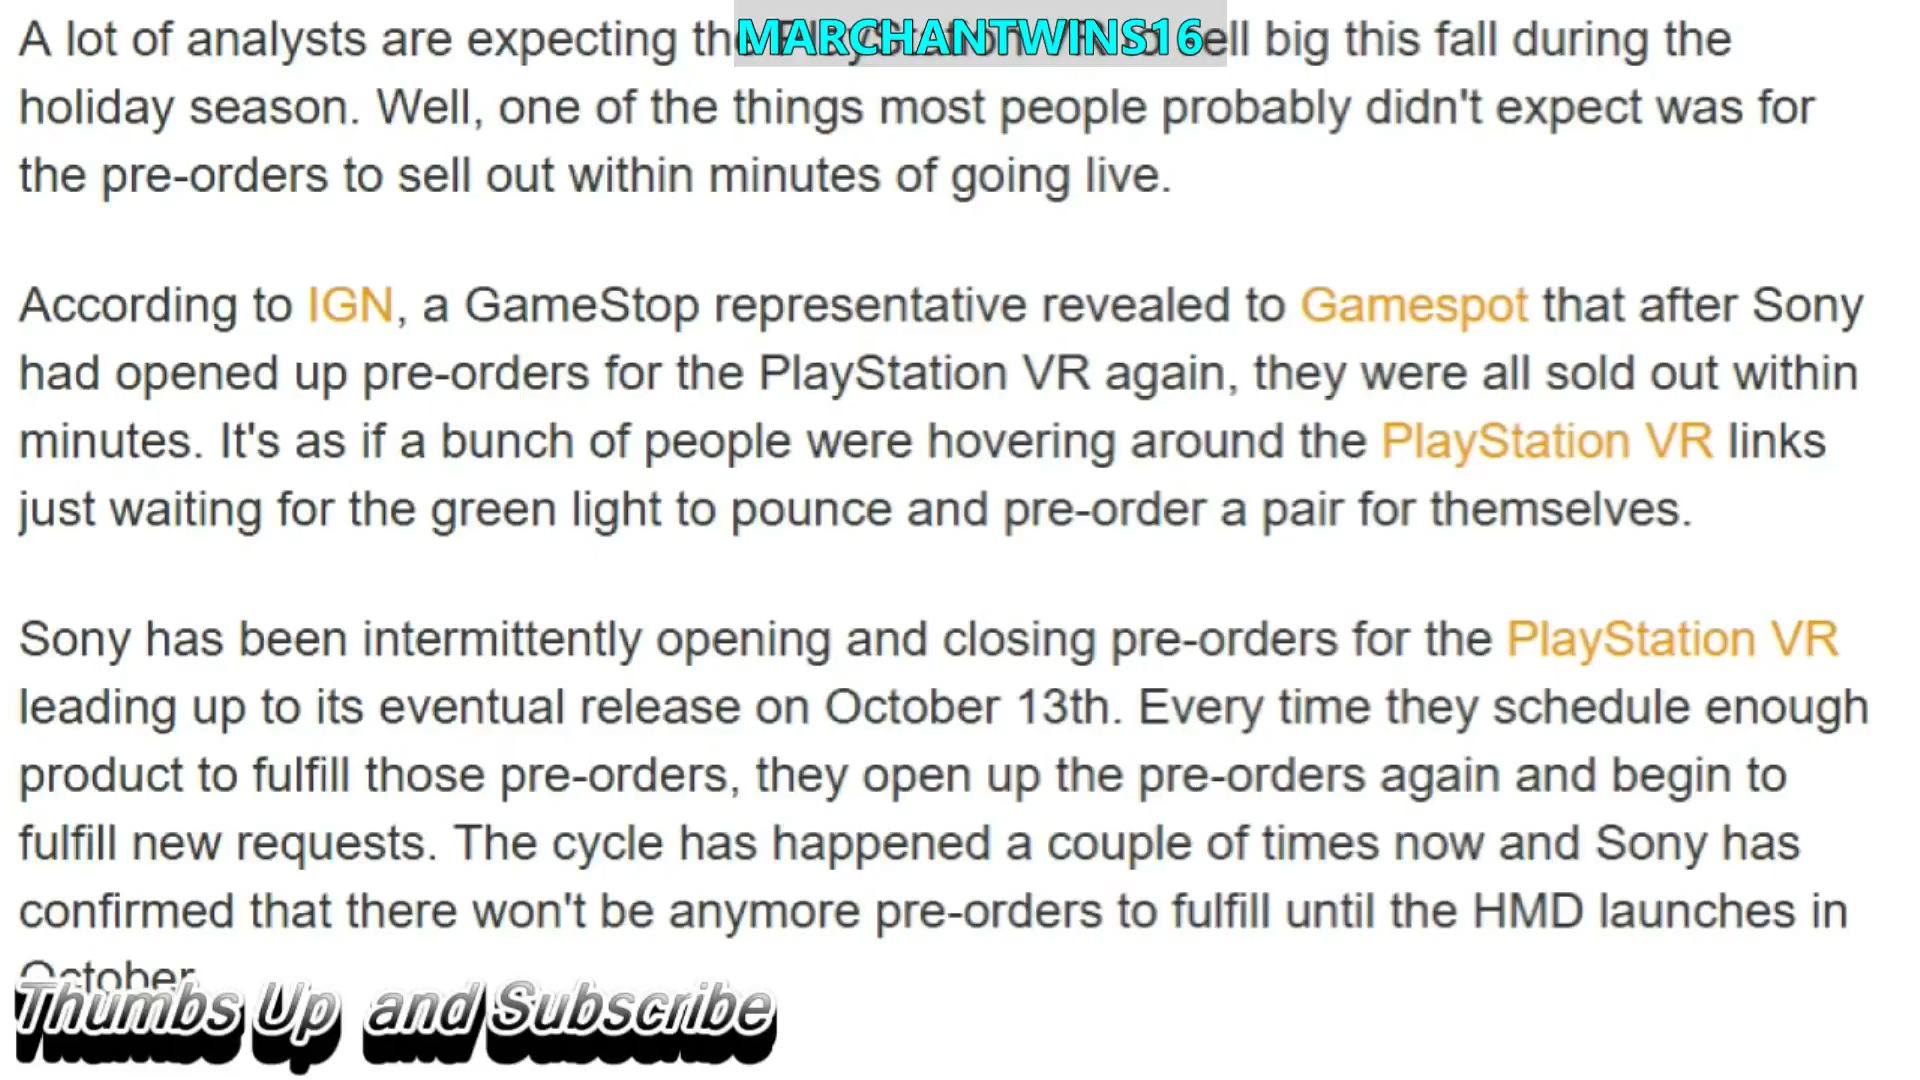 A lot of analysts are expecting the PlayStation VR to sell big this fall during the
MARCHANTWINS16
holiday season. Well, one of the things most people probably didn't expect was for
the pre-orders to sell out within minutes of going live.
According to IGN, a GameStop representative revealed to Gamespot that after Sony
had opened up pre-orders for the PlayStation VR again, they were all sold out within
minutes. It's as if a bunch of people were hovering around the PlayStation VR links
just waiting for the green light to pounce and pre-order a pair for themselves.
Sony has been intermittently opening and closing pre-orders for the PlayStation VR
leading up to its eventual release on October 13th. Every time they schedule enough
product to fulfill those pre-orders, they open up the pre-orders again and begin to
fulfill new requests. The cycle has happened a couple of times now and Sony has
confirmed that there won't be anymore pre-orders to fulfill until the HMD launches in
October.
Thumbs Up and Subscribe